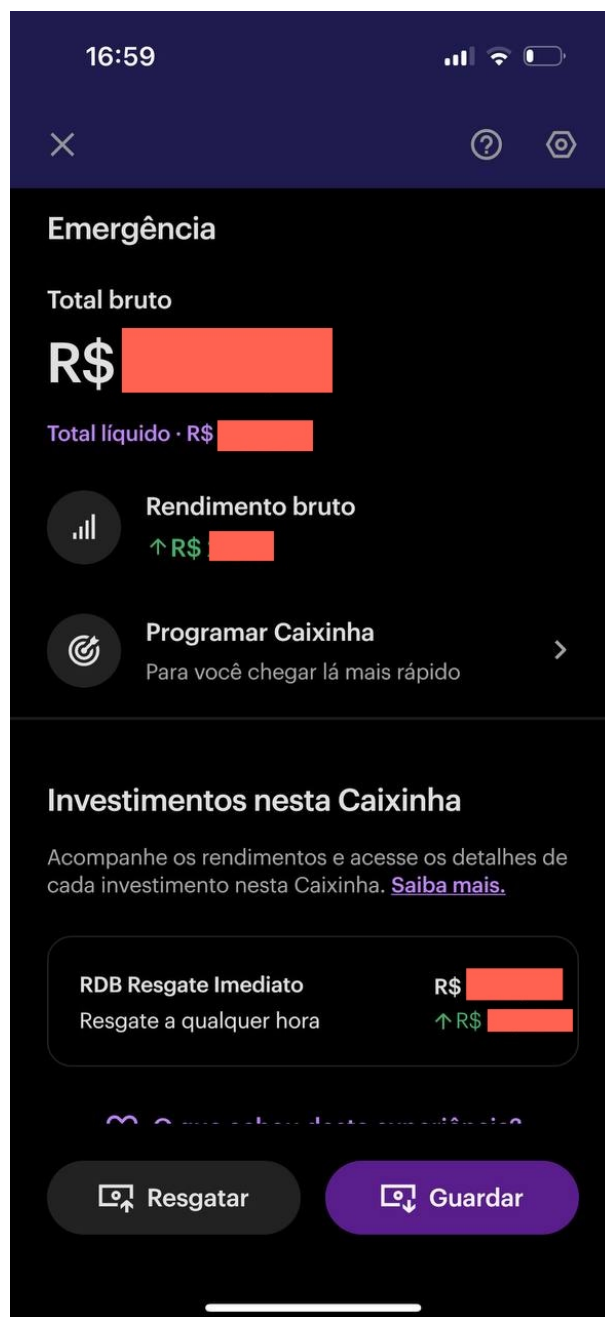 16:59
Emergência
Total bruto
R$
Total líquido · R$
Rendimento bruto
↑ R$
Programar Caixinha
Para você chegar lá mais rápido
Investimentos nesta Caixinha
Acompanhe os rendimentos e acesse os detalhes de
cada investimento nesta Caixinha. Saiba mais.
RDB Resgate Imediato R$
Resgate a qualquer hora ↑ R$
Resgatar Guardar